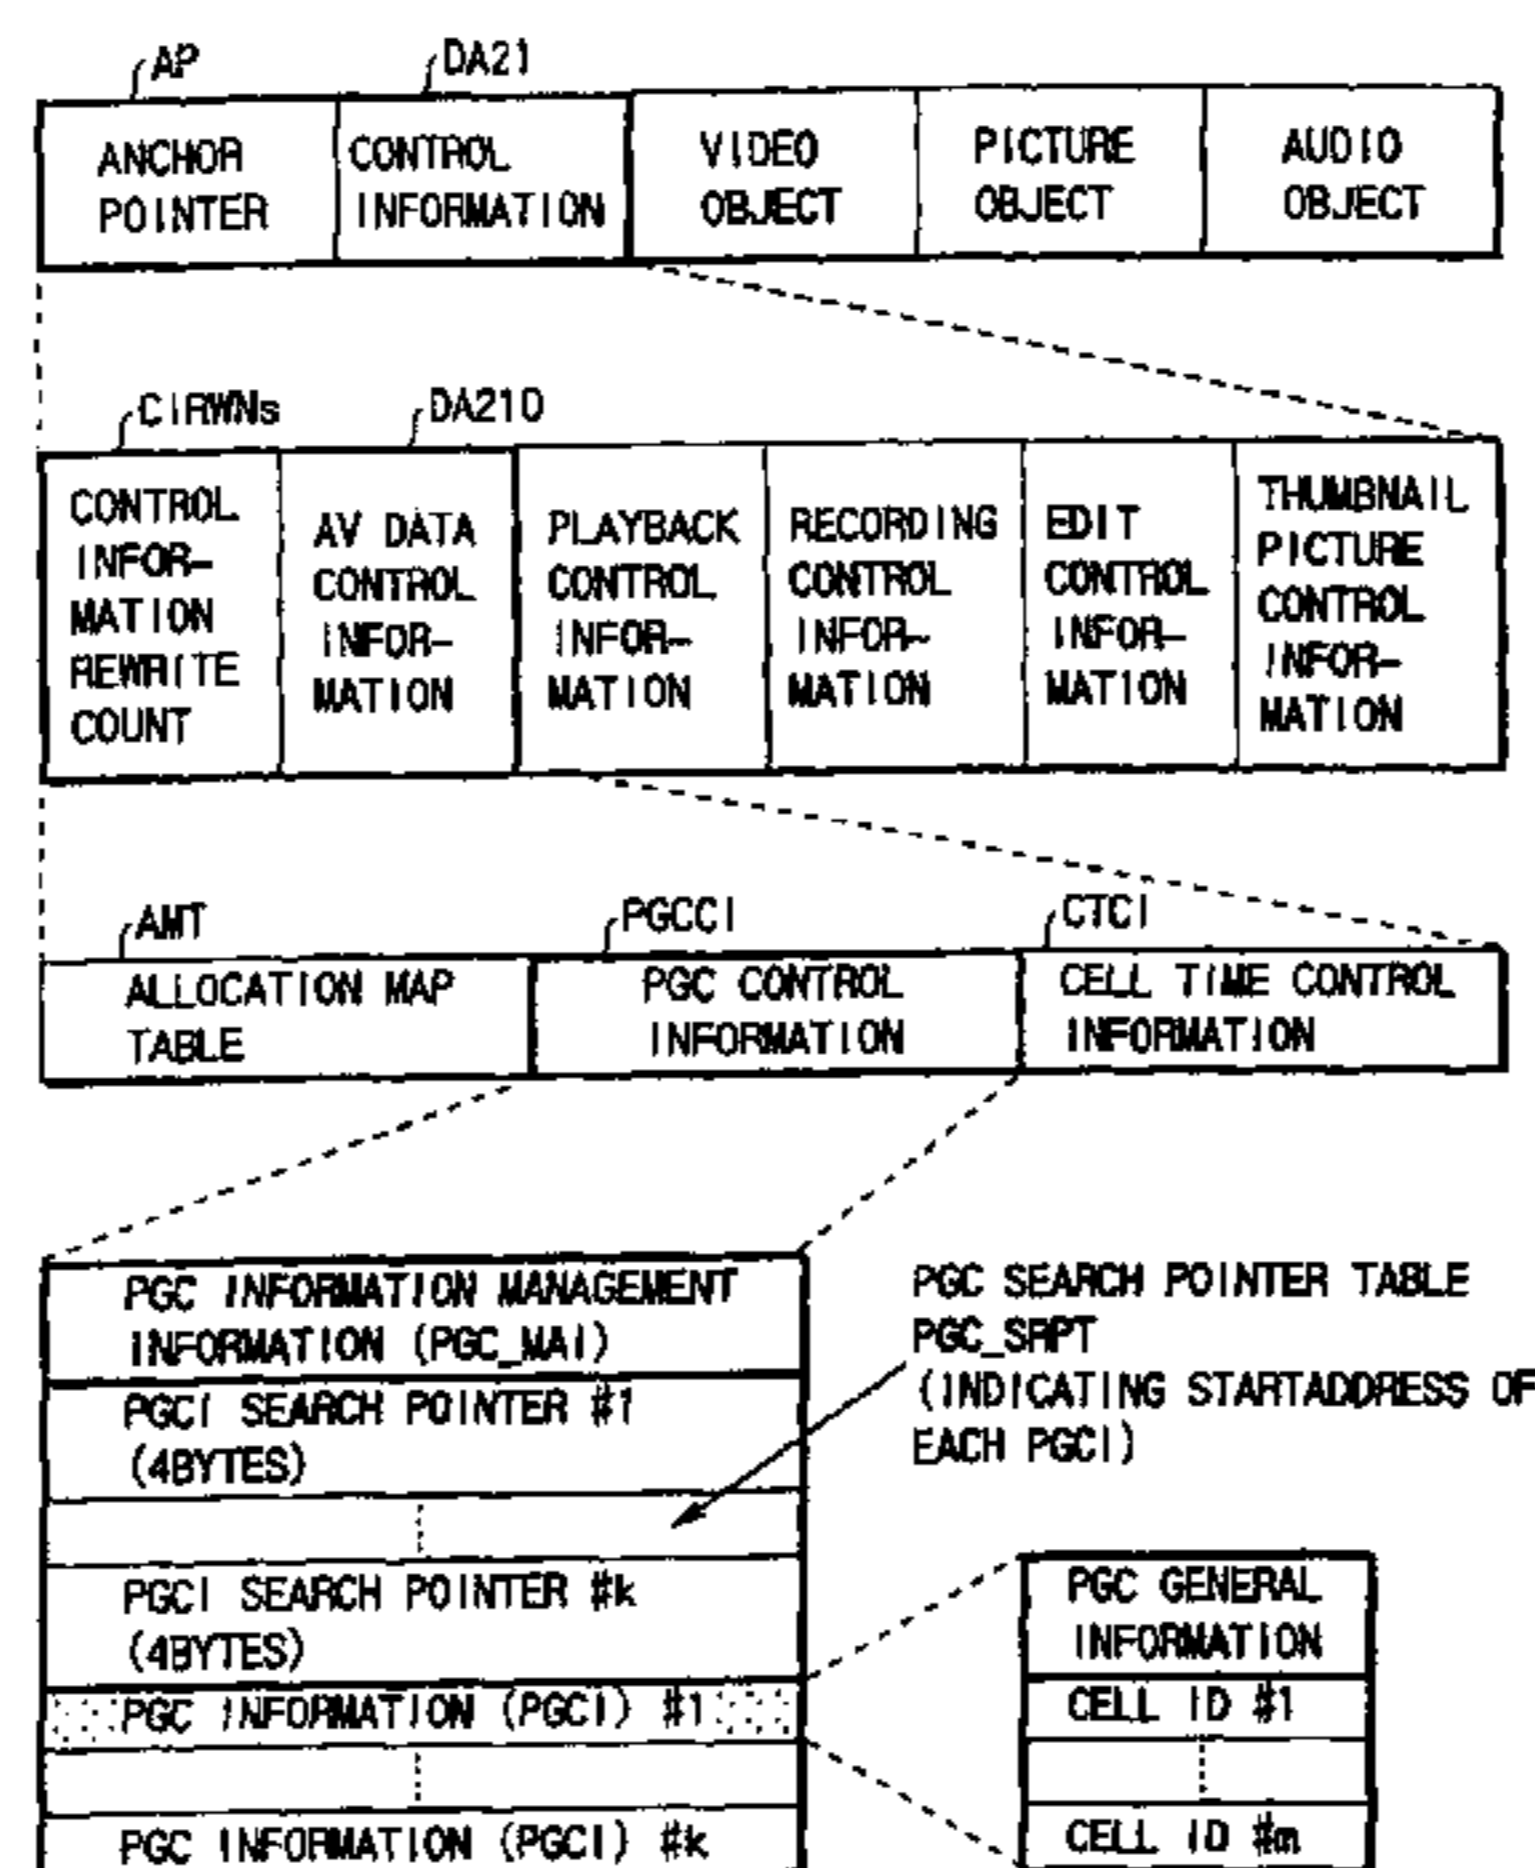 AP
DA21
ANCHOR
POINTER
CONTROL
INFORMATION
VIDEO
OBJECT
PICTURE
OBJECT
AUDIO
OBJECT
CIRWNs
DA210
CONTROL
INFOR-
MATION
REWRITE
COUNT
AV DATA
CONTROL
INFOR-
MATION
PLAYBACK
CONTROL
INFOR-
MATION
RECORDING
CONTROL
INFOR-
MATION
EDIT
CONTROL
INFOR-
MATION
THUMBNAIL
PICTURE
CONTROL
INFOR-
MATION
AMT
PGCCI
CTCI
ALLOCATION MAP
TABLE
PGC CONTROL
INFORMATION
CELL TIME CONTROL
INFORMATION
PGC INFORMATION MANAGEMENT
INFORMATION (PGC_MAI)
PGCI SEARCH POINTER #1
(4BYTES)
PGCI SEARCH POINTER #k
(4BYTES)
PGC INFORMATION (PGCI) #1
PGC INFORMATION (PGCI) #k
PGC SEARCH POINTER TABLE
PGC_SRPT
(INDICATING STARTADDRESS OF
EACH PGCI)
PGC GENERAL
INFORMATION
CELL ID #1
CELL ID #m